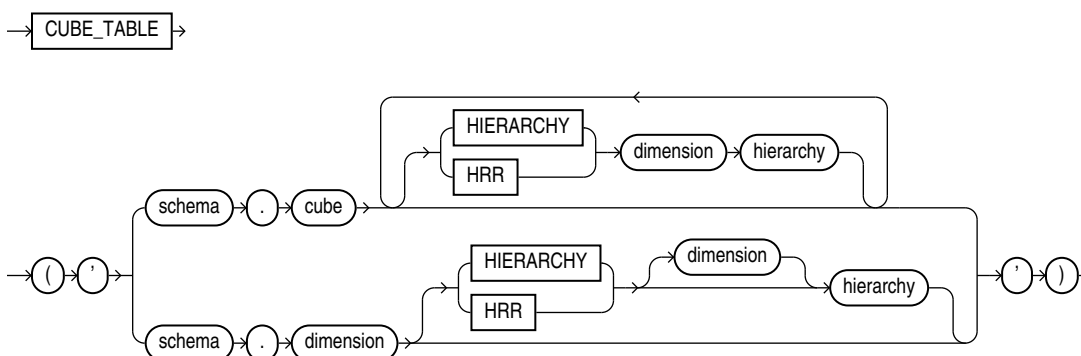 CUBE_TABLE
HIERARCHY
HRR
dimension hierarchy
schema . cube
( '
HIERARCHY
HRR
dimension
hierarchy
schema . dimension
' )